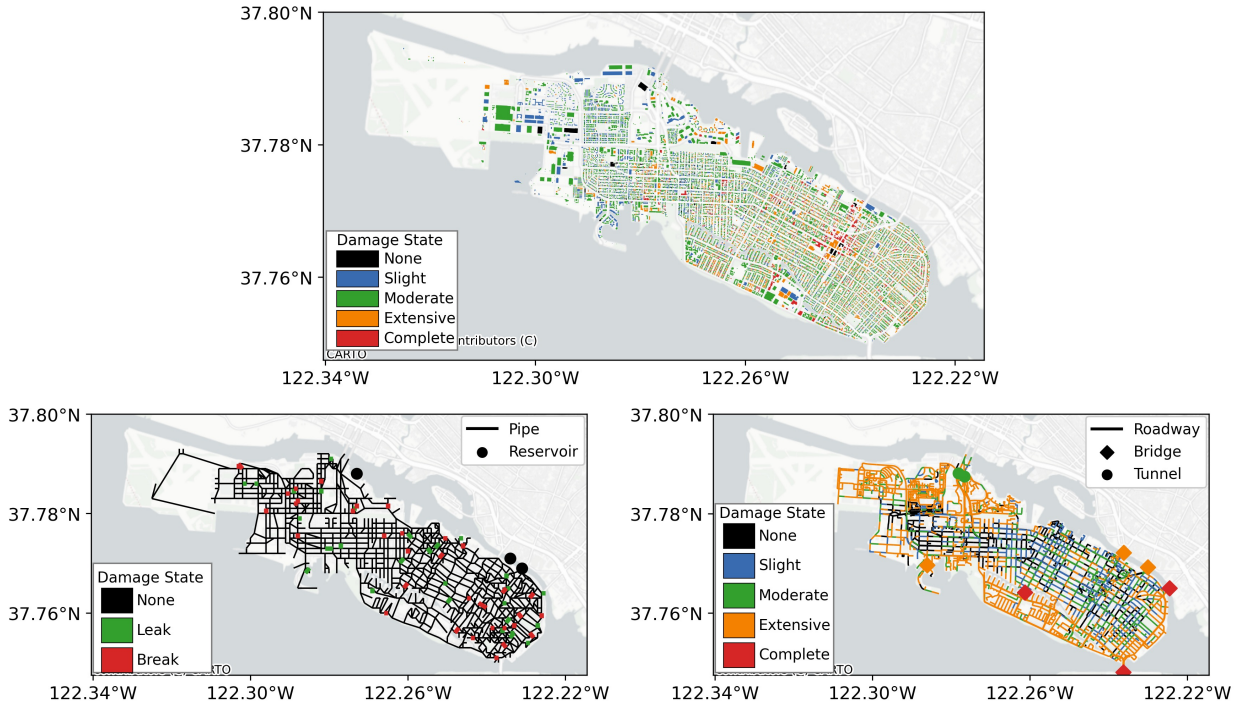 37.80°N
37.78°N
37.76°N
Damage State
None
Slight
Moderate
Extensive
Complete
ntributors (C)
CARTO
122.34°W
122.30°W
122.26°W
122.22°W
37.80°N
37.78°N
37.76°N
Pipe
Reservoir
Damage State
None
Leak
Break
122.34°W
122.30°W
122.26°W
122.22°W
37.80°N
37.78°N
37.76°N
Roadway
Bridge
Tunnel
Damage State
None
Slight
Moderate
Extensive
Complete
122.34°W
122.30°W
122.26°W
122.22°W